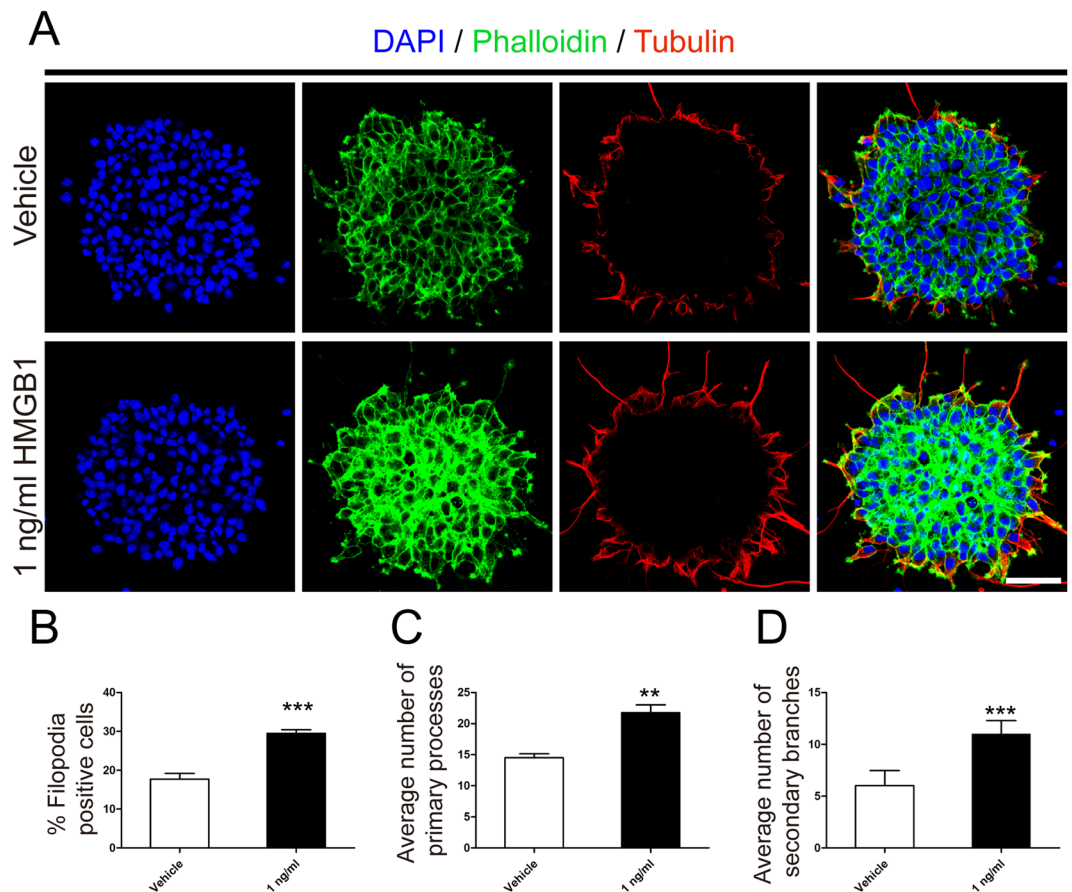 A
DAPI / Phalloidin / Tubulin
Vehicle
1 ng/ml HMGB1
B
% Filopodia
positive cells
40
30
20
10
0
***
Vehicle
1 ng/ml
C
Average number of
primary processes
25
20
15
10
5
0
**
Vehicle
1 ng/ml
D
Average number of
secondary branches
15
10
5
0
***
Vehicle
1 ng/ml